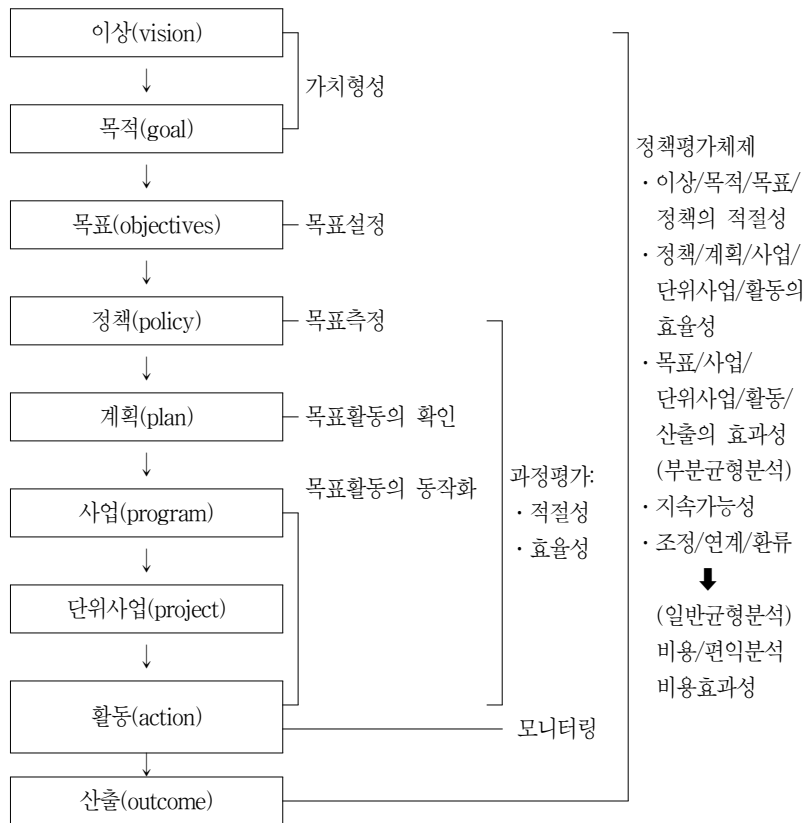 이상(vision)
가치형성
목적(goal)
목표(objectives)
목표설정
정책(policy)
목표측정
계획(plan)
목표활동의 확인
목표활동의 동작화
사업(program)
단위사업(project)
활동(action)
산출(outcome)
과정평가:
· 적절성
· 효율성
모니터링
정책평가체제
· 이상/목적/목표/
정책의 적절성
· 정책/계획/사업/
단위사업/활동의
효율성
· 목표/사업/
단위사업/활동/
산출의 효과성
(부분균형분석)
· 지속가능성
· 조정/연계/환류
(일반균형분석)
비용/편익분석
비용효과성